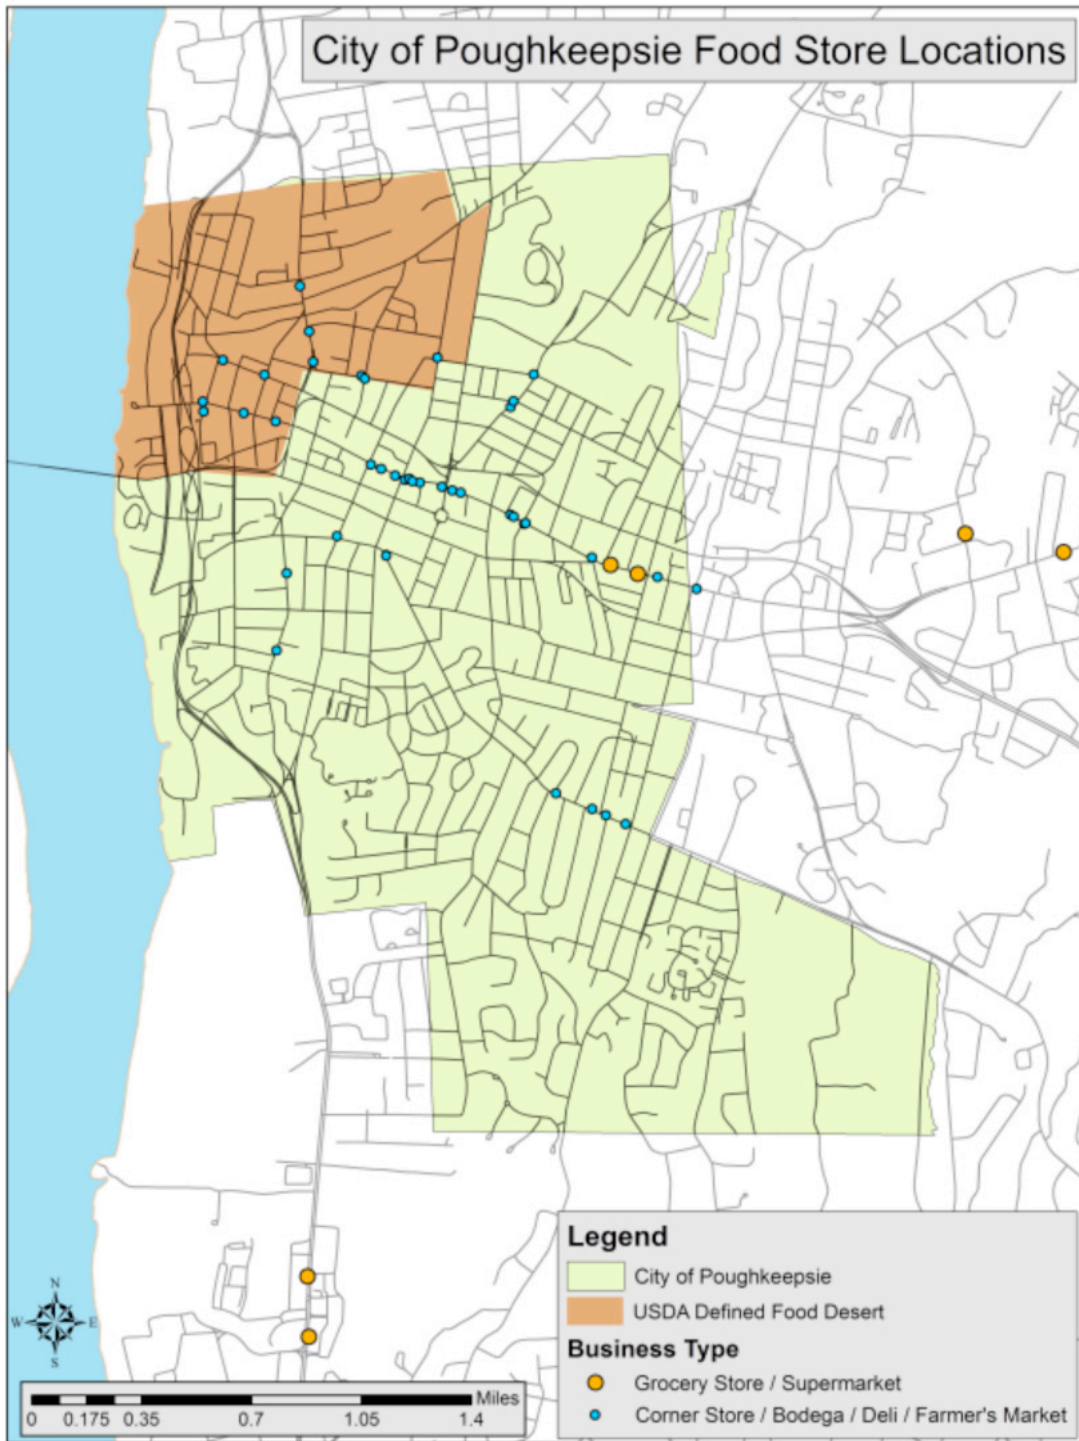 City of Poughkeepsie Food Store Locations
Legend
City of Poughkeepsie
USDA Defined Food Desert
Business Type
Grocery Store / Supermarket
Corner Store / Bodega / Deli / Farmer's Market
N
W E
S
Miles
0 0.175 0.35 0.7 1.05 1.4